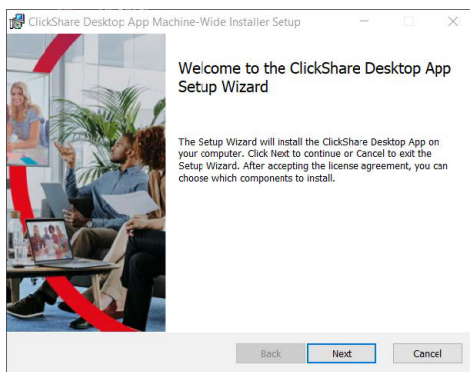 ClickShare Desktop App Machine-Wide Installer Setup
Welcome to the ClickShare Desktop App
Setup Wizard
The Setup Wizard will install the ClickShare Desktop App on
your computer. Click Next to continue or Cancel to exit the
Setup Wizard. After accepting the license agreement, you can
choose which components to install.
Back
Next
Cancel